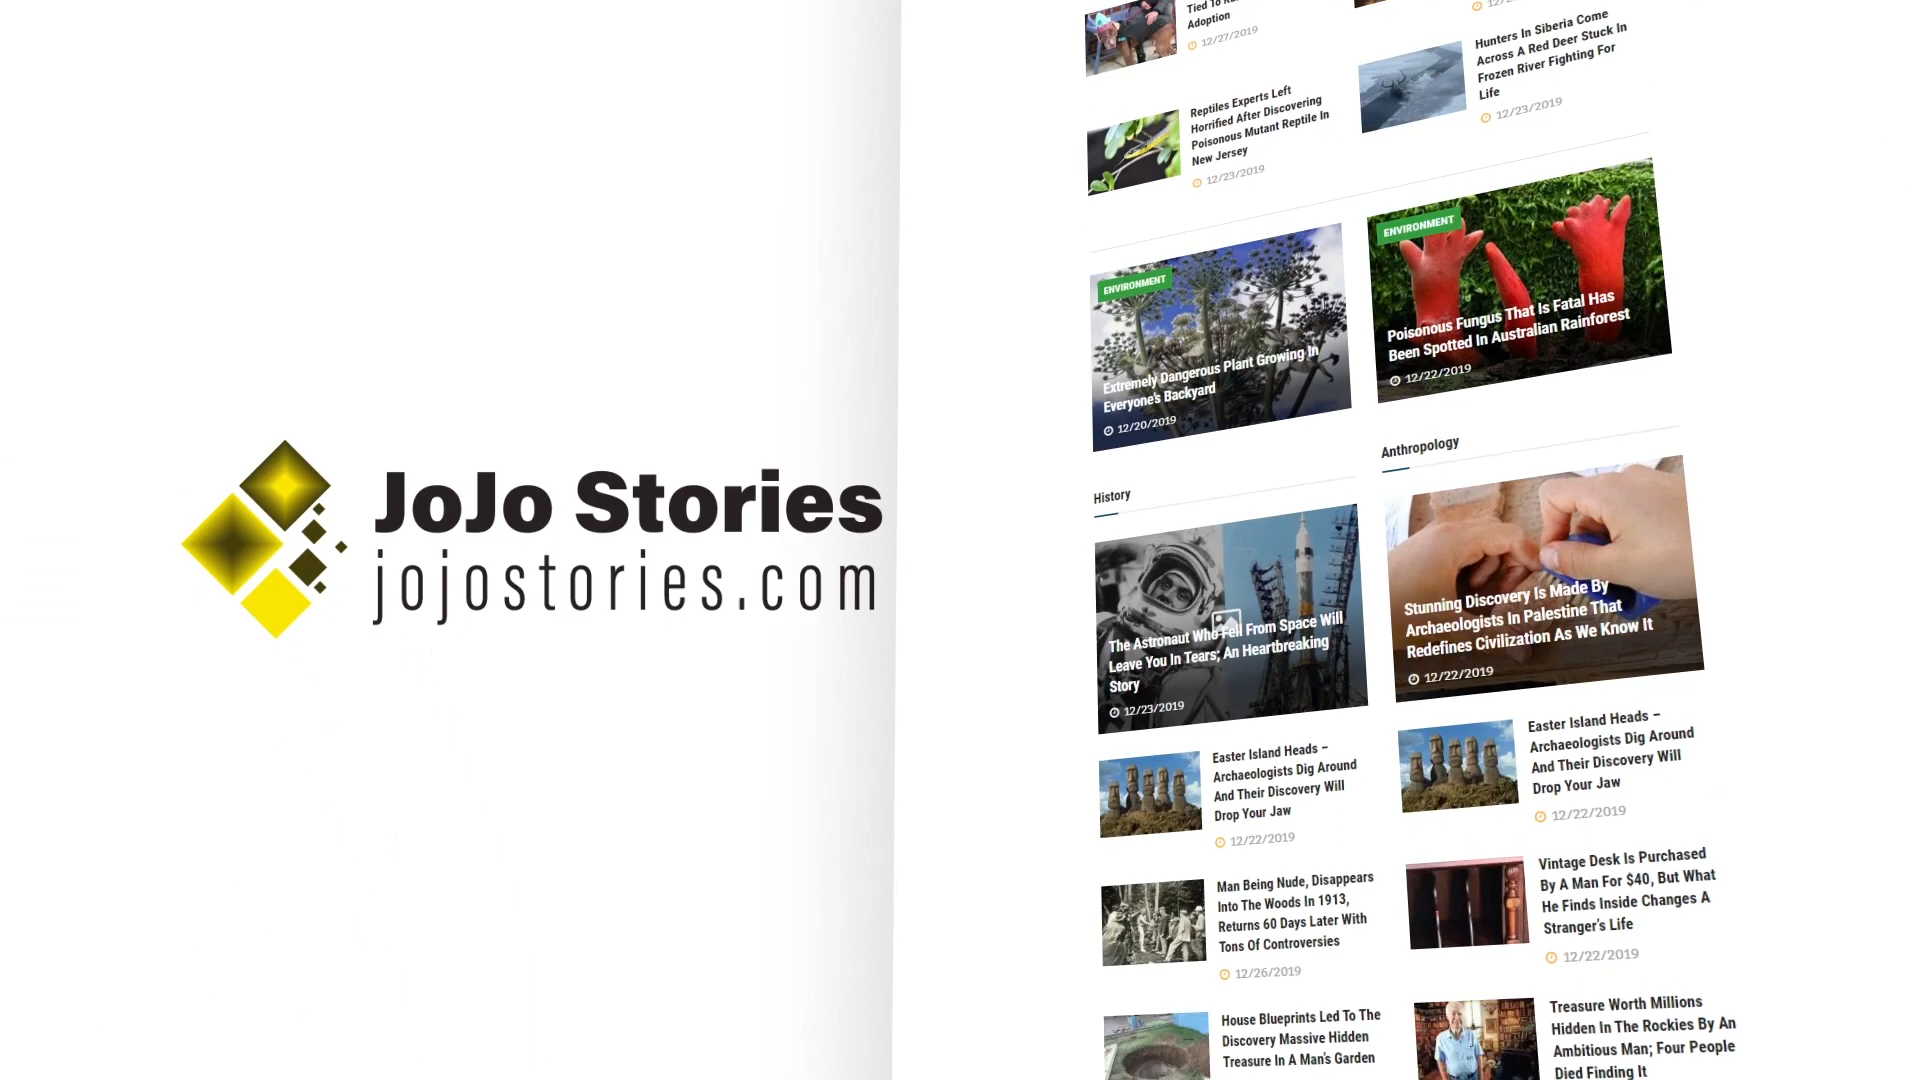 JoJo Stories
jojostories.com
Tied To
Adoption
12/27/2019
Reptiles Experts Left
Horrified After Discovering
Poisonous Mutant Reptile In
New Jersey
12/23/2019
Hunters In Siberia Come
Across A Red Deer Stuck In
Frozen River Fighting For
Life
12/23/2019
ENVIRONMENT
Extremely Dangerous Plant Growing In
Everyone's Backyard
12/20/2019
ENVIRONMENT
Poisonous Fungus That Is Fatal Has
Been Spotted In Australian Rainforest
12/22/2019
History
The Astronaut Who Fell From Space Will
Leave You In Tears; An Heartbreaking
Story
12/23/2019
Easter Island Heads –
Archaeologists Dig Around
And Their Discovery Will
Drop Your Jaw
12/22/2019
Man Being Nude, Disappears
Into The Woods In 1913,
Returns 60 Days Later With
Tons Of Controversies
12/26/2019
House Blueprints Led To The
Discovery Massive Hidden
Treasure In A Man's Garden
Anthropology
Stunning Discovery Is Made By
Archaeologists In Palestine That
Redefines Civilization As We Know It
12/22/2019
Easter Island Heads –
Archaeologists Dig Around
And Their Discovery Will
Drop Your Jaw
12/22/2019
Vintage Desk Is Purchased
By A Man For $40, But What
He Finds Inside Changes A
Stranger's Life
12/22/2019
Treasure Worth Millions
Hidden In The Rockies By An
Ambitious Man; Four People
Died Finding It